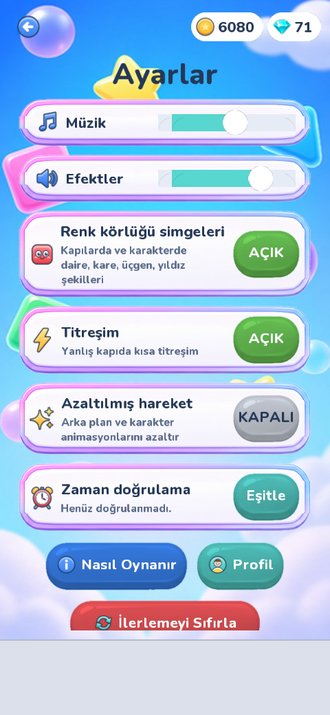 6080 71
Ayarlar
Müzik
Efektler
Renk körlüğü simgeleri
Kapılarda ve karakterde
daire, kare, üçgen, yıldız
şekilleri
AÇIK
Titreşim
Yanlış kapıda kısa titreşim
AÇIK
Azaltılmış hareket
Arka plan ve karakter
animasyonlarını azaltır
KAPALI
Zaman doğrulama
Henüz doğrulanmadı.
Eşitle
Nasıl Oynanır
Profil
İlerlemeyi Sıfırla